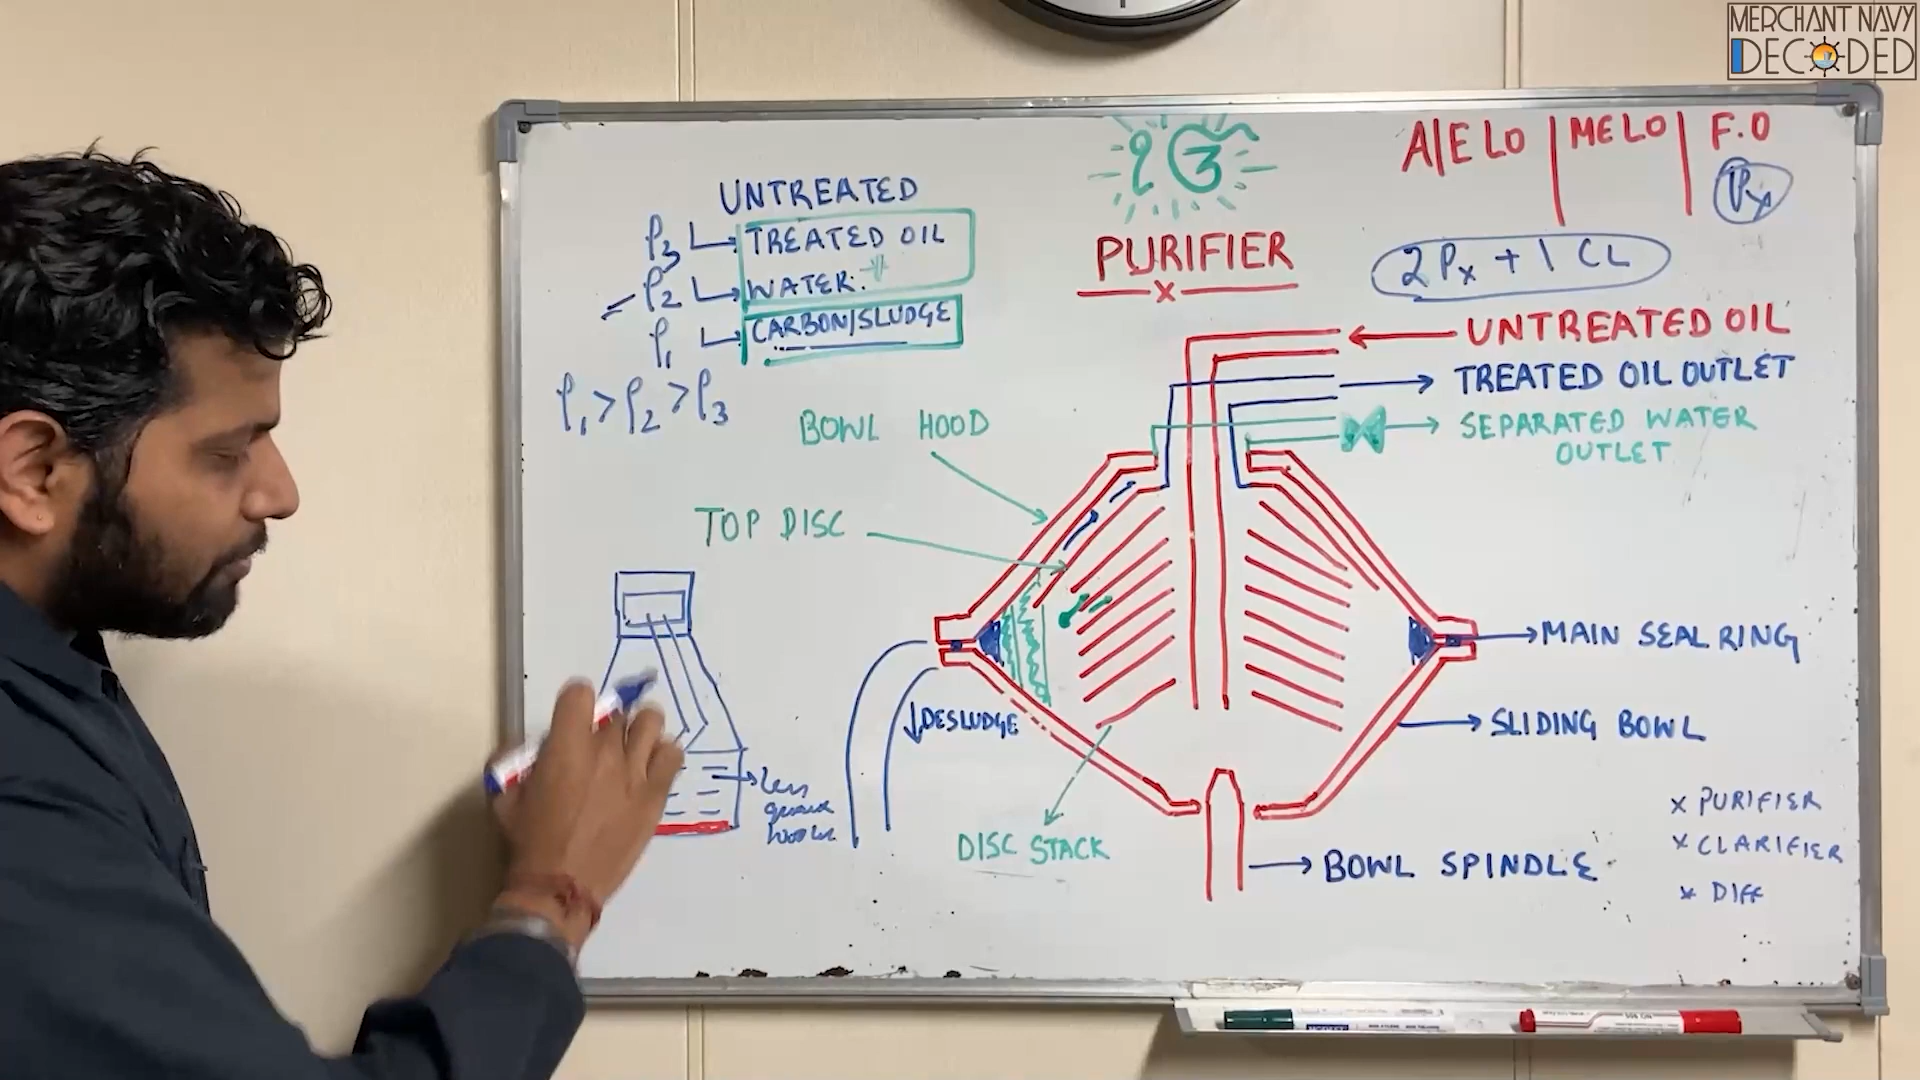 MERCHANT NAVY
DECODED
UNTREATED
ρ3 TREATED OIL
ρ2 WATER
ρ1 CARBON/SLUDGE
ρ1 > ρ2 > ρ3
PURIFIER
A/E LO | ME LO | F.O
2 Px + 1 CL
UNTREATED OIL
TREATED OIL OUTLET
SEPARATED WATER
OUTLET
BOWL HOOD
TOP DISC
MAIN SEAL RING
SLIDING BOWL
DESLUDGE
DISC STACK
BOWL SPINDLE
x PURIFIER
x CLARIFIER
x DIFF